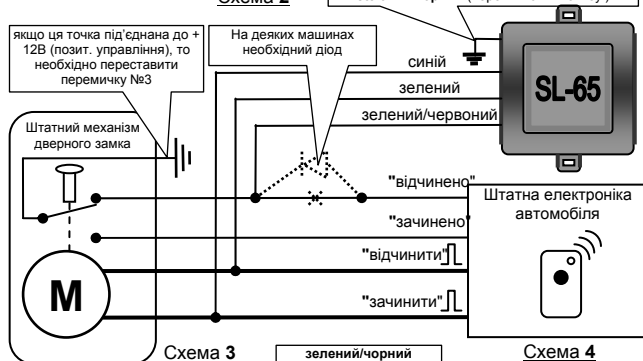 Схема 2
якщо ця точка під'єднана до +
12В (позит. управління), то
необхідно переставити
перемичку №3
На деяких машинах
необхідний діод
синій
зелений
зелений/червоний
SL-65
Штатний механізм
дверного замка
"відчинено"
"зачинено"
"відчинити"
"зачинити"
Штатна електроніка
автомобіля
M
Схема 3
зелений/чорний
Схема 4